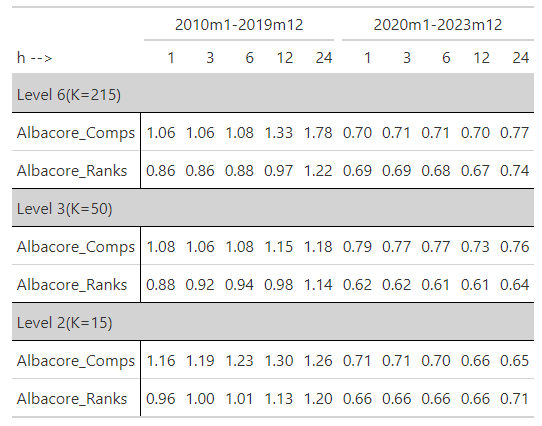 2010m1-2019m12 2020m1-2023m12
h --> 1 3 6 12 24 1 3 6 12 24
Level 6(K=215)
Albacore_Comps 1.06 1.06 1.08 1.33 1.78 0.70 0.71 0.71 0.70 0.77
Albacore_Ranks 0.86 0.86 0.88 0.97 1.22 0.69 0.69 0.68 0.67 0.74
Level 3(K=50)
Albacore_Comps 1.08 1.06 1.08 1.15 1.18 0.79 0.77 0.77 0.73 0.76
Albacore_Ranks 0.88 0.92 0.94 0.98 1.14 0.62 0.62 0.61 0.61 0.64
Level 2(K=15)
Albacore_Comps 1.16 1.19 1.23 1.30 1.26 0.71 0.71 0.70 0.66 0.65
Albacore_Ranks 0.96 1.00 1.01 1.13 1.20 0.66 0.66 0.66 0.66 0.71